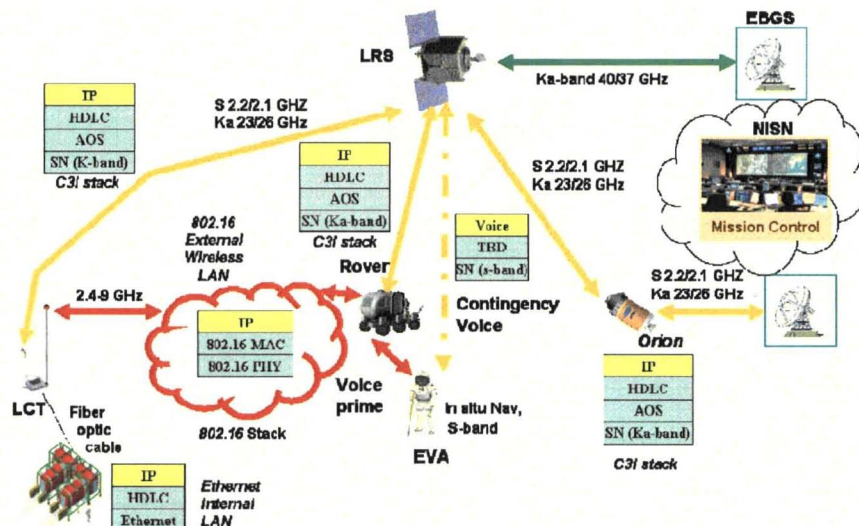 EBGS
LRS
Ka-band 40/37 GHz
IP
HDLC
AOS
SN (K-band)
C3I stack
S 2.2/2.1 GHZ
Ka 23/26 GHz
NISN
Mission Control
IP
HDLC
AOS
SN (Ka-band)
C3I stack
S 2.2/2.1 GHZ
Ka 23/26 GHz
802.16
External
Wireless
LAN
Rover
Voice
TBD
SN (s-band)
Contingency
Voice
S 2.2/2.1 GHZ
Ka 23/26 GHz
2.4-9 GHz
IP
802.16 MAC
802.16 PHY
802.16 Stack
Voice
prime
Orion
IP
HDLC
AOS
SN (Ka-band)
C3I stack
LCT
Fiber
optic
cable
In situ Nav,
S-band
EVA
IP
HDLC
Ethernet
Ethernet
Internal
LAN